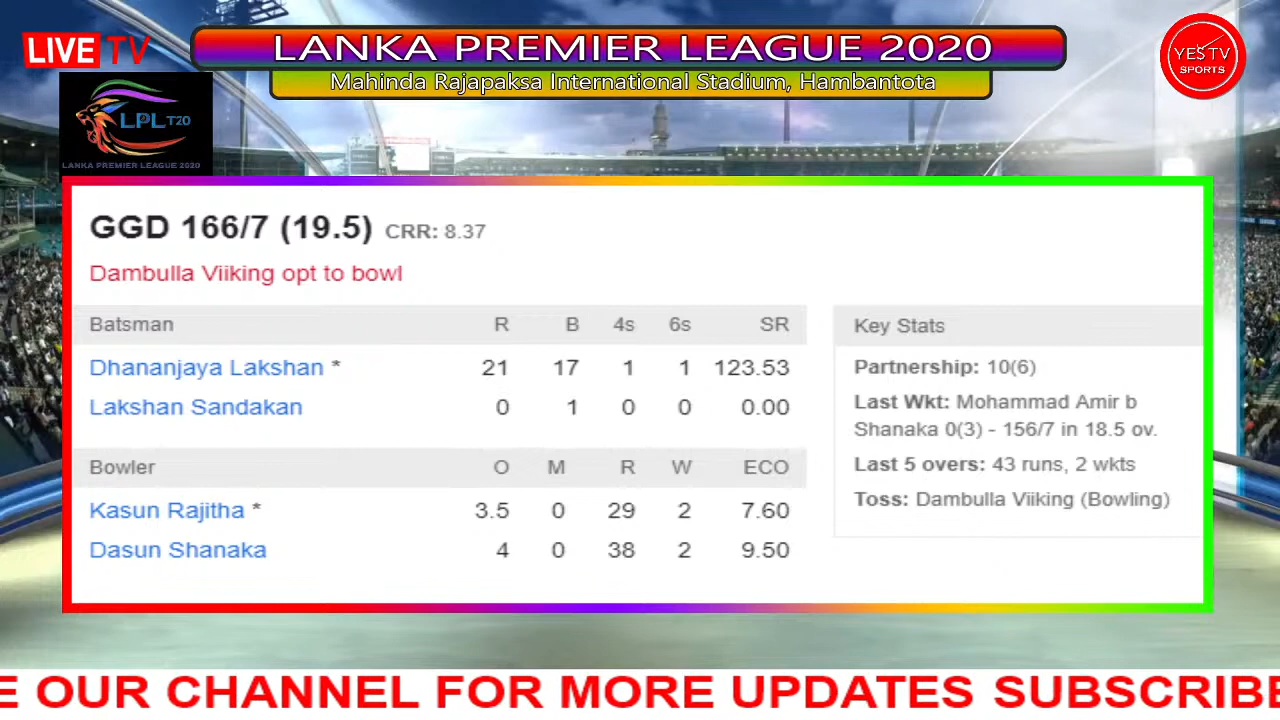 LIVE TV
LANKA PREMIER LEAGUE 2020
Mahinda Rajapaksa International Stadium, Hambantota
YES TV
SPORTS
LPL T20
LANKA PREMIER LEAGUE 2020
GGD 166/7 (19.5) CRR: 8.37
Dambulla Viiking opt to bowl
Batsman R B 4s 6s SR
Dhananjaya Lakshan * 21 17 1 1 123.53
Lakshan Sandakan 0 1 0 0 0.00
Bowler O M R W ECO
Kasun Rajitha * 3.5 0 29 2 7.60
Dasun Shanaka 4 0 38 2 9.50
Key Stats
Partnership: 10(6)
Last Wkt: Mohammad Amir b
Shanaka 0(3) - 156/7 in 18.5 ov.
Last 5 overs: 43 runs, 2 wkts
Toss: Dambulla Viiking (Bowling)
E OUR CHANNEL FOR MORE UPDATES SUBSCRIBE